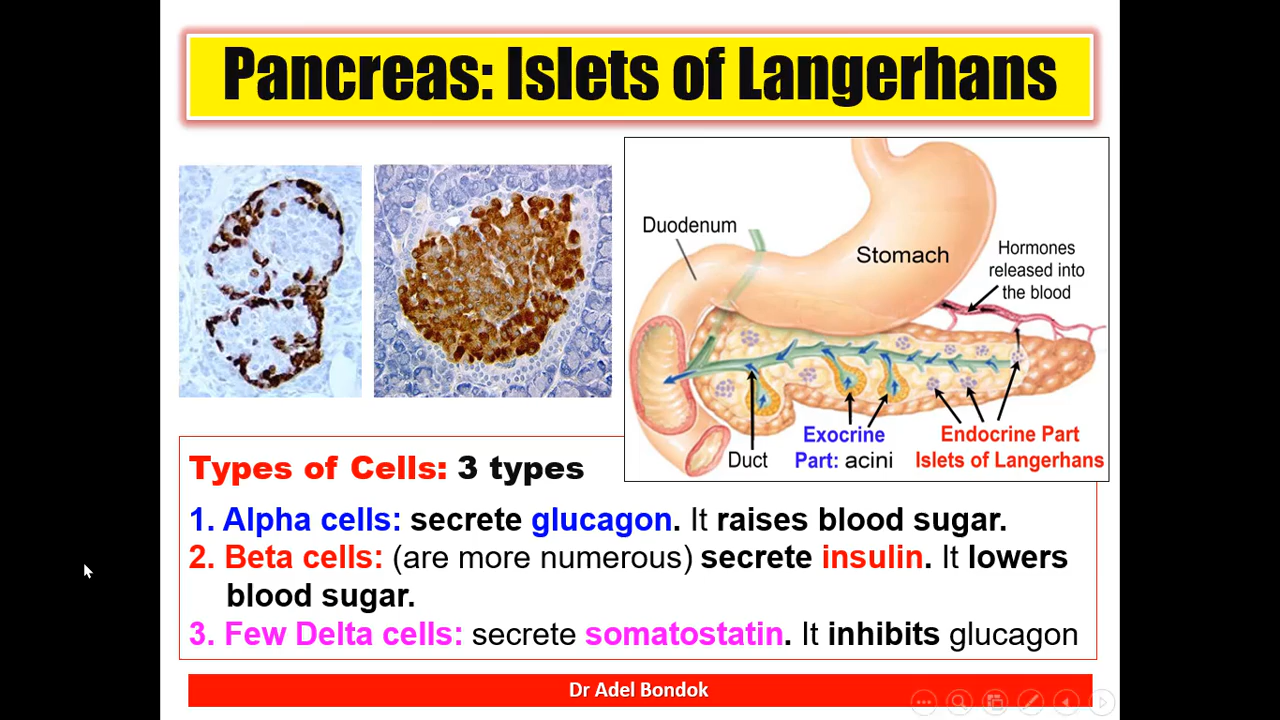 Pancreas: Islets of Langerhans
Duodenum
Stomach
Hormones
released into
the blood
Duct
Exocrine
Part: acini
Endocrine Part
Islets of Langerhans
Types of Cells: 3 types
1. Alpha cells: secrete glucagon. It raises blood sugar.
2. Beta cells: (are more numerous) secrete insulin. It lowers
blood sugar.
3. Few Delta cells: secrete somatostatin. It inhibits glucagon
Dr Adel Bondok